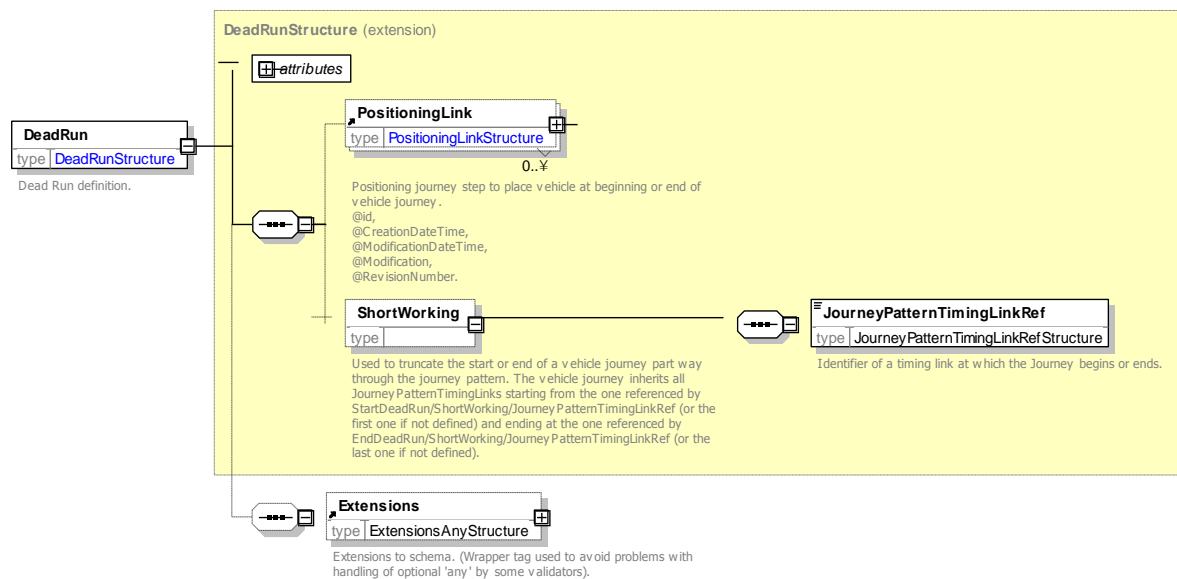 DeadRunStructure (extension)
attributes
PositioningLink
type PositioningLinkStructure
0..¥
Positioning journey step to place vehicle at beginning or end of
vehicle journey.
@id,
@CreationDateTime,
@ModificationDateTime,
@Modification,
@RevisionNumber.
DeadRun
type DeadRunStructure
Dead Run definition.
ShortWorking
type
Used to truncate the start or end of a vehicle journey part way
through the journey pattern. The vehicle journey inherits all
JourneyPatternTimingLinks starting from the one referenced by
StartDeadRun/ShortWorking/JourneyPatternTimingLinkRef (or the
first one if not defined) and ending at the one referenced by
EndDeadRun/ShortWorking/JourneyPatternTimingLinkRef (or the
last one if not defined).
JourneyPatternTimingLinkRef
type JourneyPatternTimingLinkRefStructure
Identifier of a timing link at which the Journey begins or ends.
Extensions
type ExtensionsAnyStructure
Extensions to schema. (Wrapper tag used to avoid problems with
handling of optional 'any' by some validators).